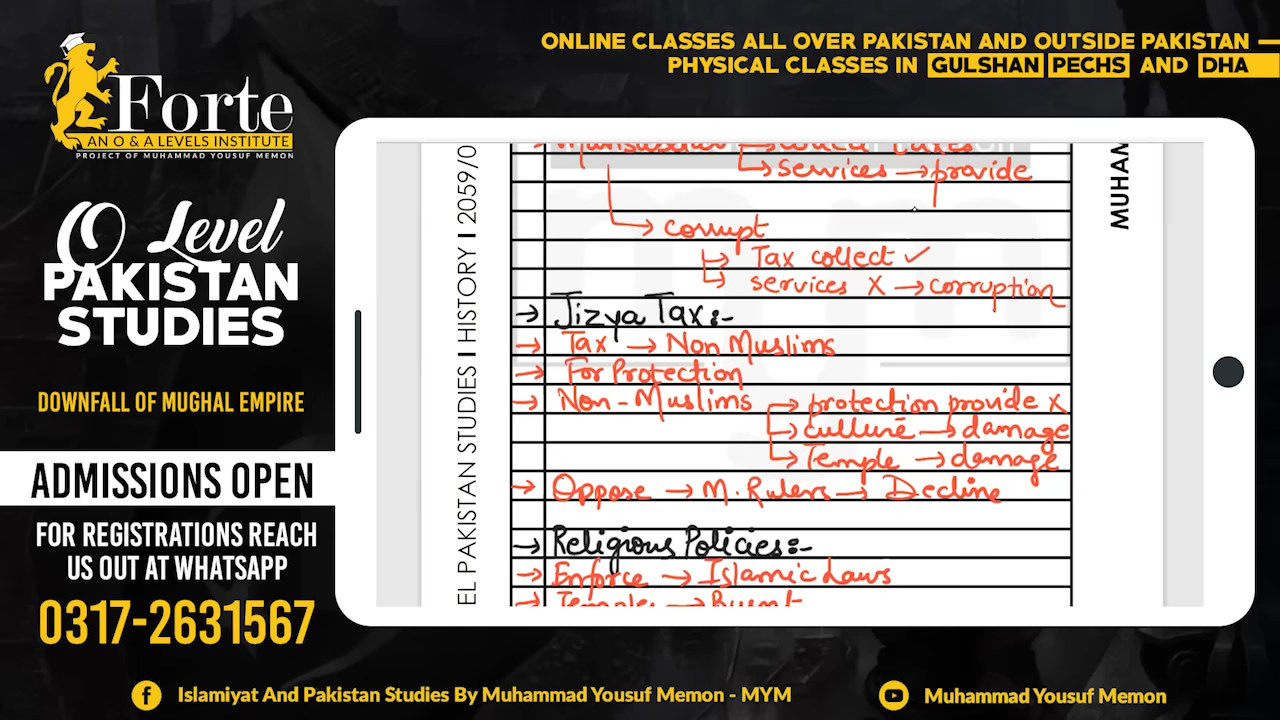 Forte
AN O & A LEVELS INSTITUTE
PROJECT OF MUHAMMAD YOUSUF MEMON
O Level
PAKISTAN
STUDIES
DOWNFALL OF MUGHAL EMPIRE
ADMISSIONS OPEN
FOR REGISTRATIONS REACH
US OUT AT WHATSAPP
0317-2631567
ONLINE CLASSES ALL OVER PAKISTAN AND OUTSIDE PAKISTAN
PHYSICAL CLASSES IN GULSHAN PECHS AND DHA
EL PAKISTAN STUDIES I HISTORY I 2059/0
MUHAM
↳ Services → provide
↳ corrupt
↳ Tax collect ✓
↳ services X → corruption
→ Jizya Tax :-
→ Tax → Non Muslims
→ For Protection
→ Non-Muslims → protection provide X
↳ culture → damage
↳ Temple → damage
→ Oppose → M. Rulers → Decline
→ Religious Policies :-
→ Enforce → Islamic Laws
→ Temples → Burnt
Islamiyat And Pakistan Studies By Muhammad Yousuf Memon - MYM
Muhammad Yousuf Memon